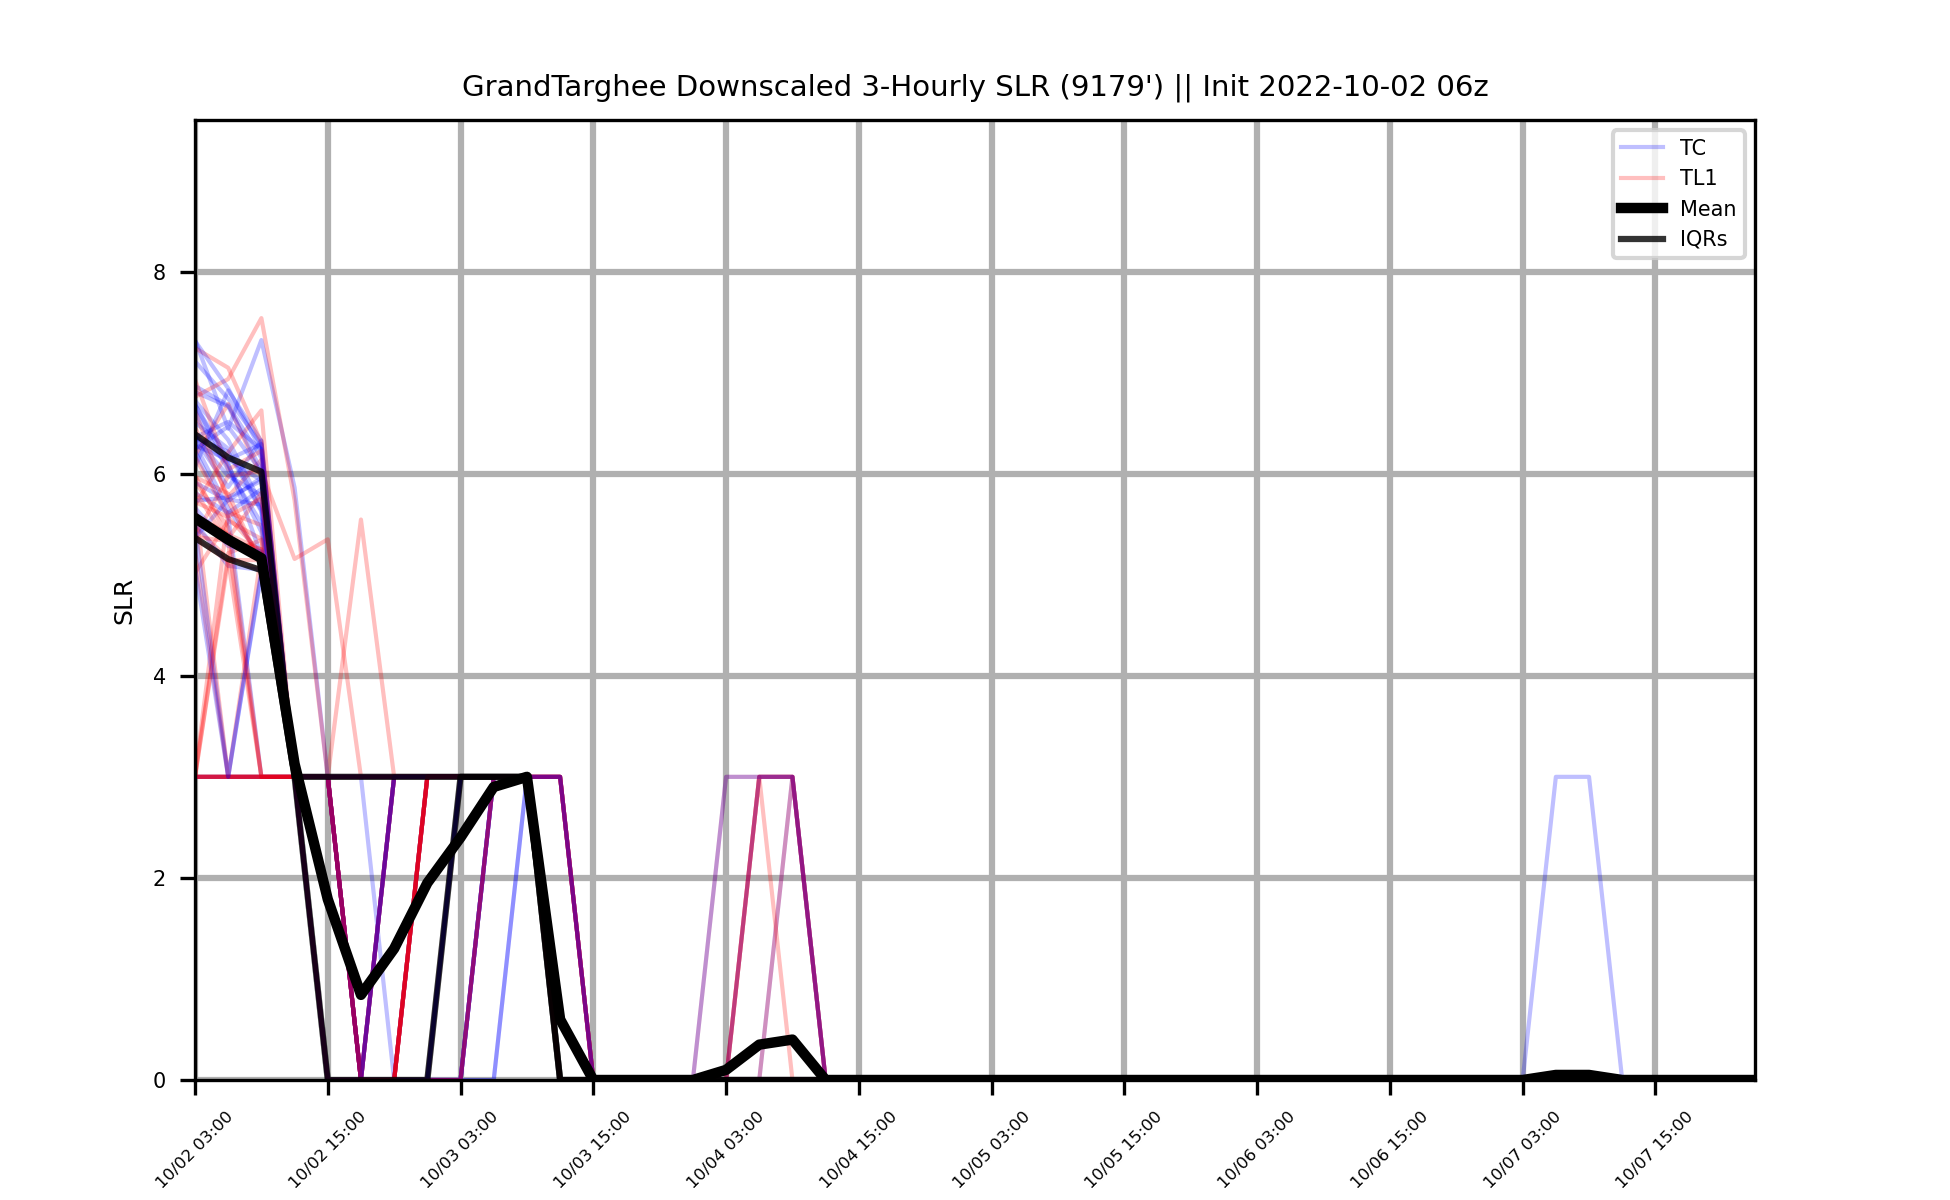 GrandTarghee Downscaled 3-Hourly SLR (9179') || Init 2022-10-02 06z
TC
TL1
Mean
IQRs
SLR
8
6
4
2
0
10/02 03:00
10/02 15:00
10/03 03:00
10/03 15:00
10/04 03:00
10/04 15:00
10/05 03:00
10/05 15:00
10/06 03:00
10/06 15:00
10/07 03:00
10/07 15:00